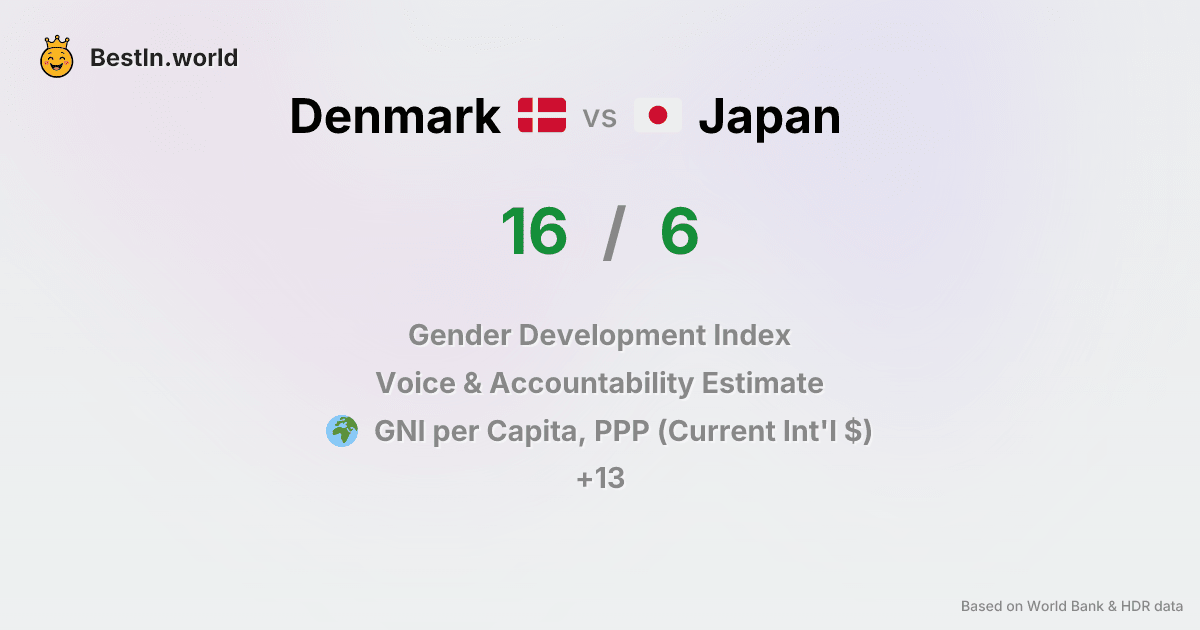 BestIn.world
Denmark vs Japan
16 / 6
Gender Development Index
Voice & Accountability Estimate
GNI per Capita, PPP (Current Int'l $)
+13
Based on World Bank & HDR data